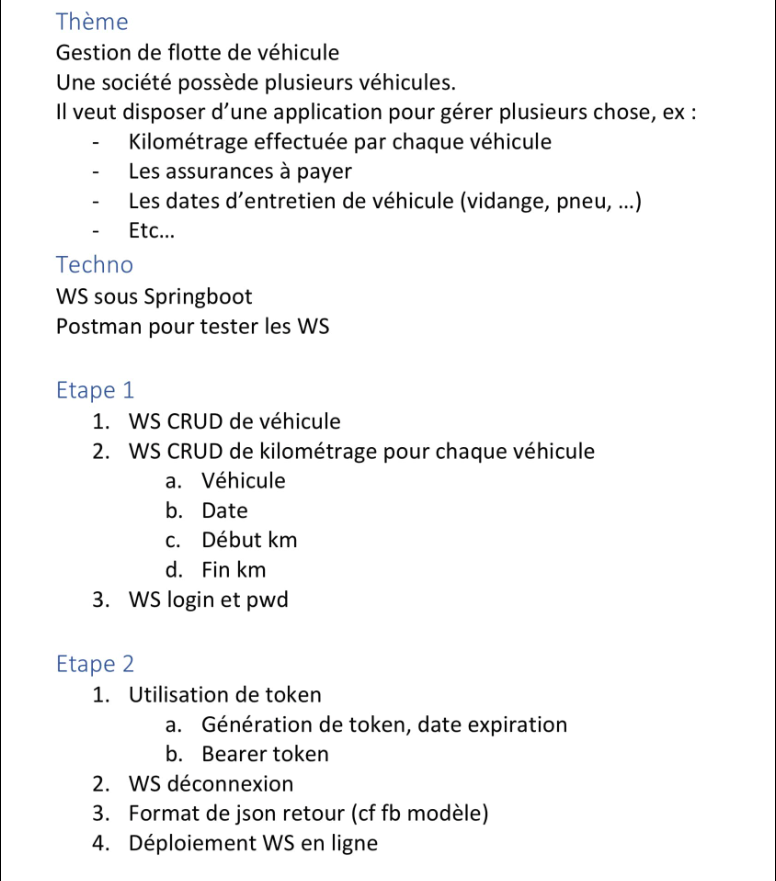 Thème
Gestion de flotte de véhicule
Une société possède plusieurs véhicules.
Il veut disposer d’une application pour gérer plusieurs chose, ex :
- Kilométrage effectuée par chaque véhicule
- Les assurances à payer
- Les dates d’entretien de véhicule (vidange, pneu, …)
- Etc…
Techno
WS sous Springboot
Postman pour tester les WS
Etape 1
1. WS CRUD de véhicule
2. WS CRUD de kilométrage pour chaque véhicule
a. Véhicule
b. Date
c. Début km
d. Fin km
3. WS login et pwd
Etape 2
1. Utilisation de token
a. Génération de token, date expiration
b. Bearer token
2. WS déconnexion
3. Format de json retour (cf fb modèle)
4. Déploiement WS en ligne